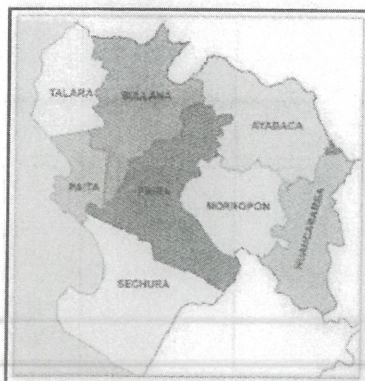 TALARA
SULLANA
AYABACA
PAITA
PIURA
MORROPON
HUANCABAMBA
SECHURA